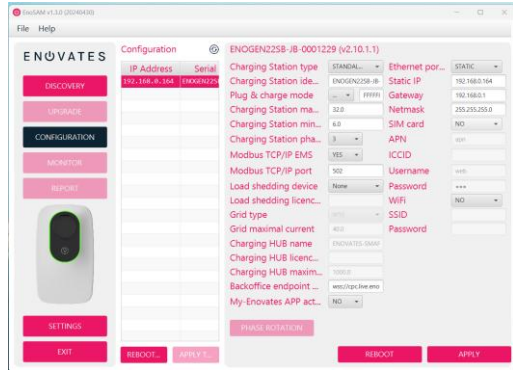 EnoSAM v1.3.0 (20240430)
File Help
ENOVATES
DISCOVERY
UPGRADE
CONFIGURATION
MONITOR
REPORT
SETTINGS
EXIT
Configuration
IP Address Serial
192.168.0.164 ENOGEN22S
REBOOT... APPLY T...
ENOGEN22SB-JB-0001229 (v2.10.1.1)
Charging Station type STANDAL...
Charging Station ide... ENOGEN22SB-JB-
Plug & charge mode ... FFFFF
Charging Station ma... 32.0
Charging Station min... 6.0
Charging Station pha... 3
Modbus TCP/IP EMS YES
Modbus TCP/IP port 502
Load shedding device None
Load shedding licenc...
Grid type
Grid maximal current 40.0
Charging HUB name ENOVATES-SMAR
Charging HUB licenc...
Charging HUB maxim... 1000.0
Backoffice endpoint ... wss://cpc.live.eno
My-Enovates APP act... NO
PHASE ROTATION
Ethernet por... STATIC
Static IP 192.168.0.164
Gateway 192.168.0.1
Netmask 255.255.255.0
SIM card NO
APN
ICCID
Username web
Password ***
WiFi NO
SSID
Password
REBOOT APPLY